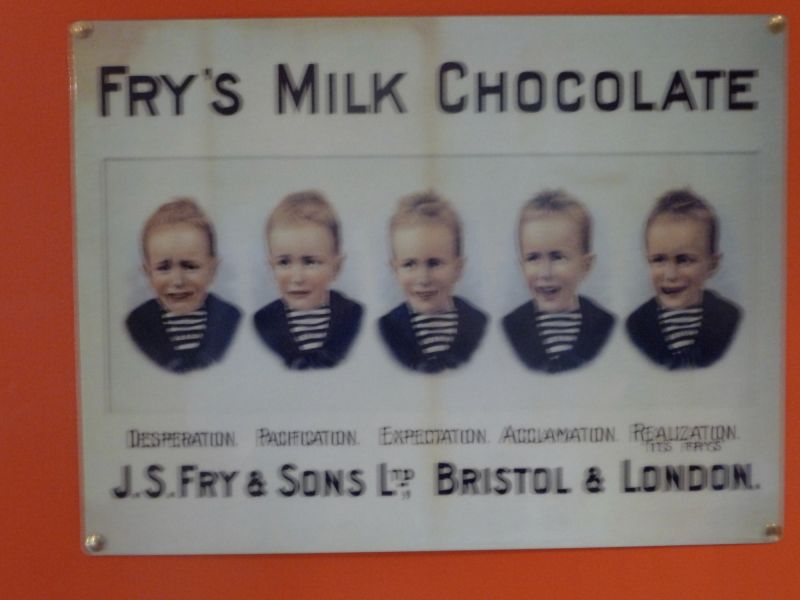 FRY'S MILK CHOCOLATE
DESPERATION. PACIFICATION. EXPECTATION. ACCLAMATION. REALIZATION.
IT'S FRY'S
J.S. FRY & SONS LTD BRISTOL & LONDON.